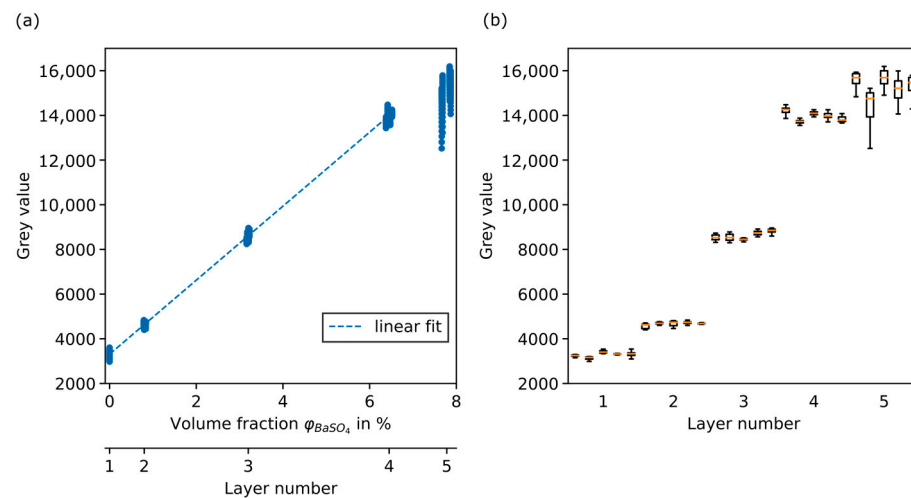 (a)
(b)
16,000
14,000
12,000
10,000
8000
6000
4000
2000
Grey value
linear fit
0 2 4 6 8
Volume fraction φBaSO4 in %
1 2 3 4 5
Layer number
16,000
14,000
12,000
10,000
8000
6000
4000
2000
Grey value
1 2 3 4 5
Layer number